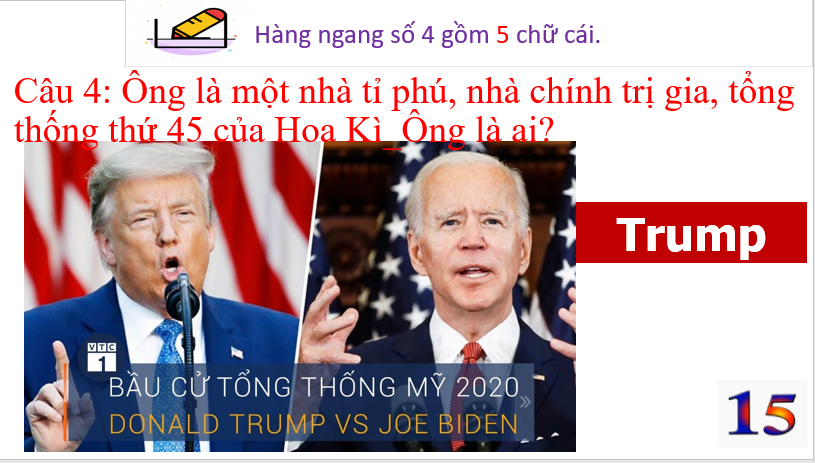 Hàng ngang số 4 gồm 5 chữ cái.
Câu 4: Ông là một nhà tỉ phú, nhà chính trị gia, tổng
thống thứ 45 của Hoa Kì_Ông là ai?
Trump
VTC
1
BẦU CỬ TỔNG THỐNG MỸ 2020
DONALD TRUMP VS JOE BIDEN
15